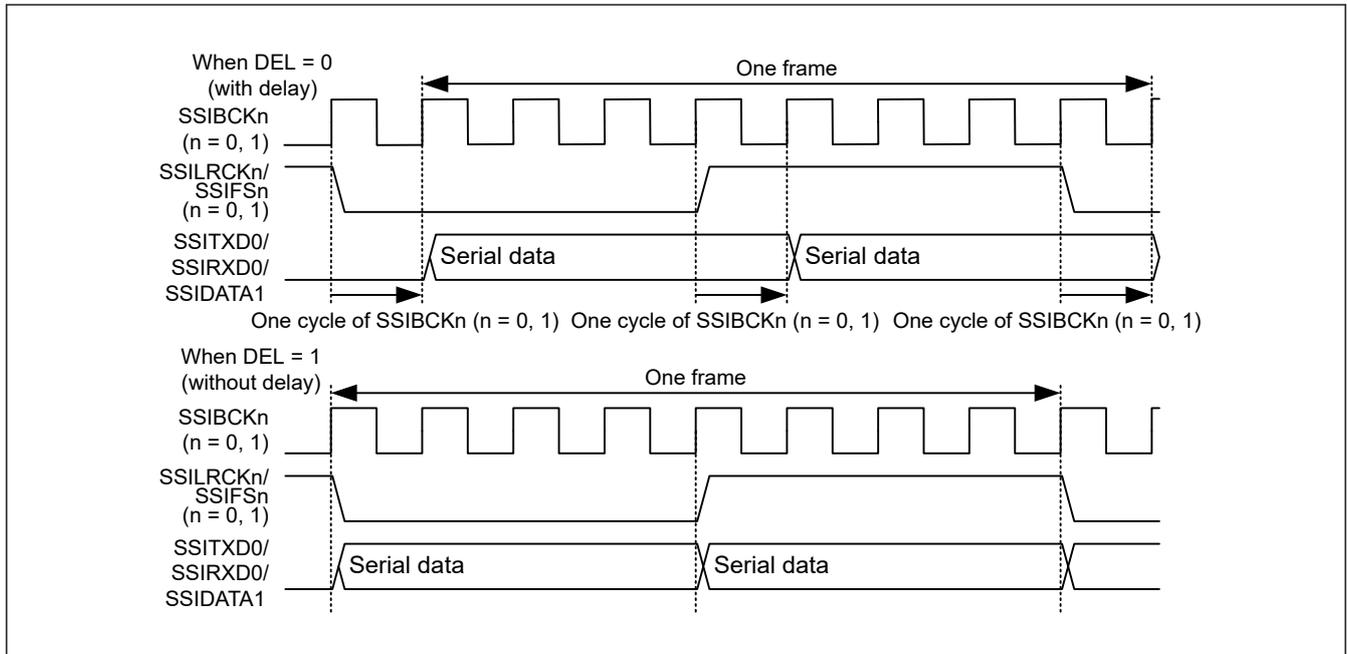 When DEL = 0
(with delay)
One frame
SSIBCKn
(n = 0, 1)
SSILRCKn/
SSIFSn
(n = 0, 1)
SSITXD0/
SSIRXD0/
SSIDATA1
Serial data
Serial data
One cycle of SSIBCKn (n = 0, 1) One cycle of SSIBCKn (n = 0, 1) One cycle of SSIBCKn (n = 0, 1)
When DEL = 1
(without delay)
One frame
SSIBCKn
(n = 0, 1)
SSILRCKn/
SSIFSn
(n = 0, 1)
SSITXD0/
SSIRXD0/
SSIDATA1
Serial data
Serial data